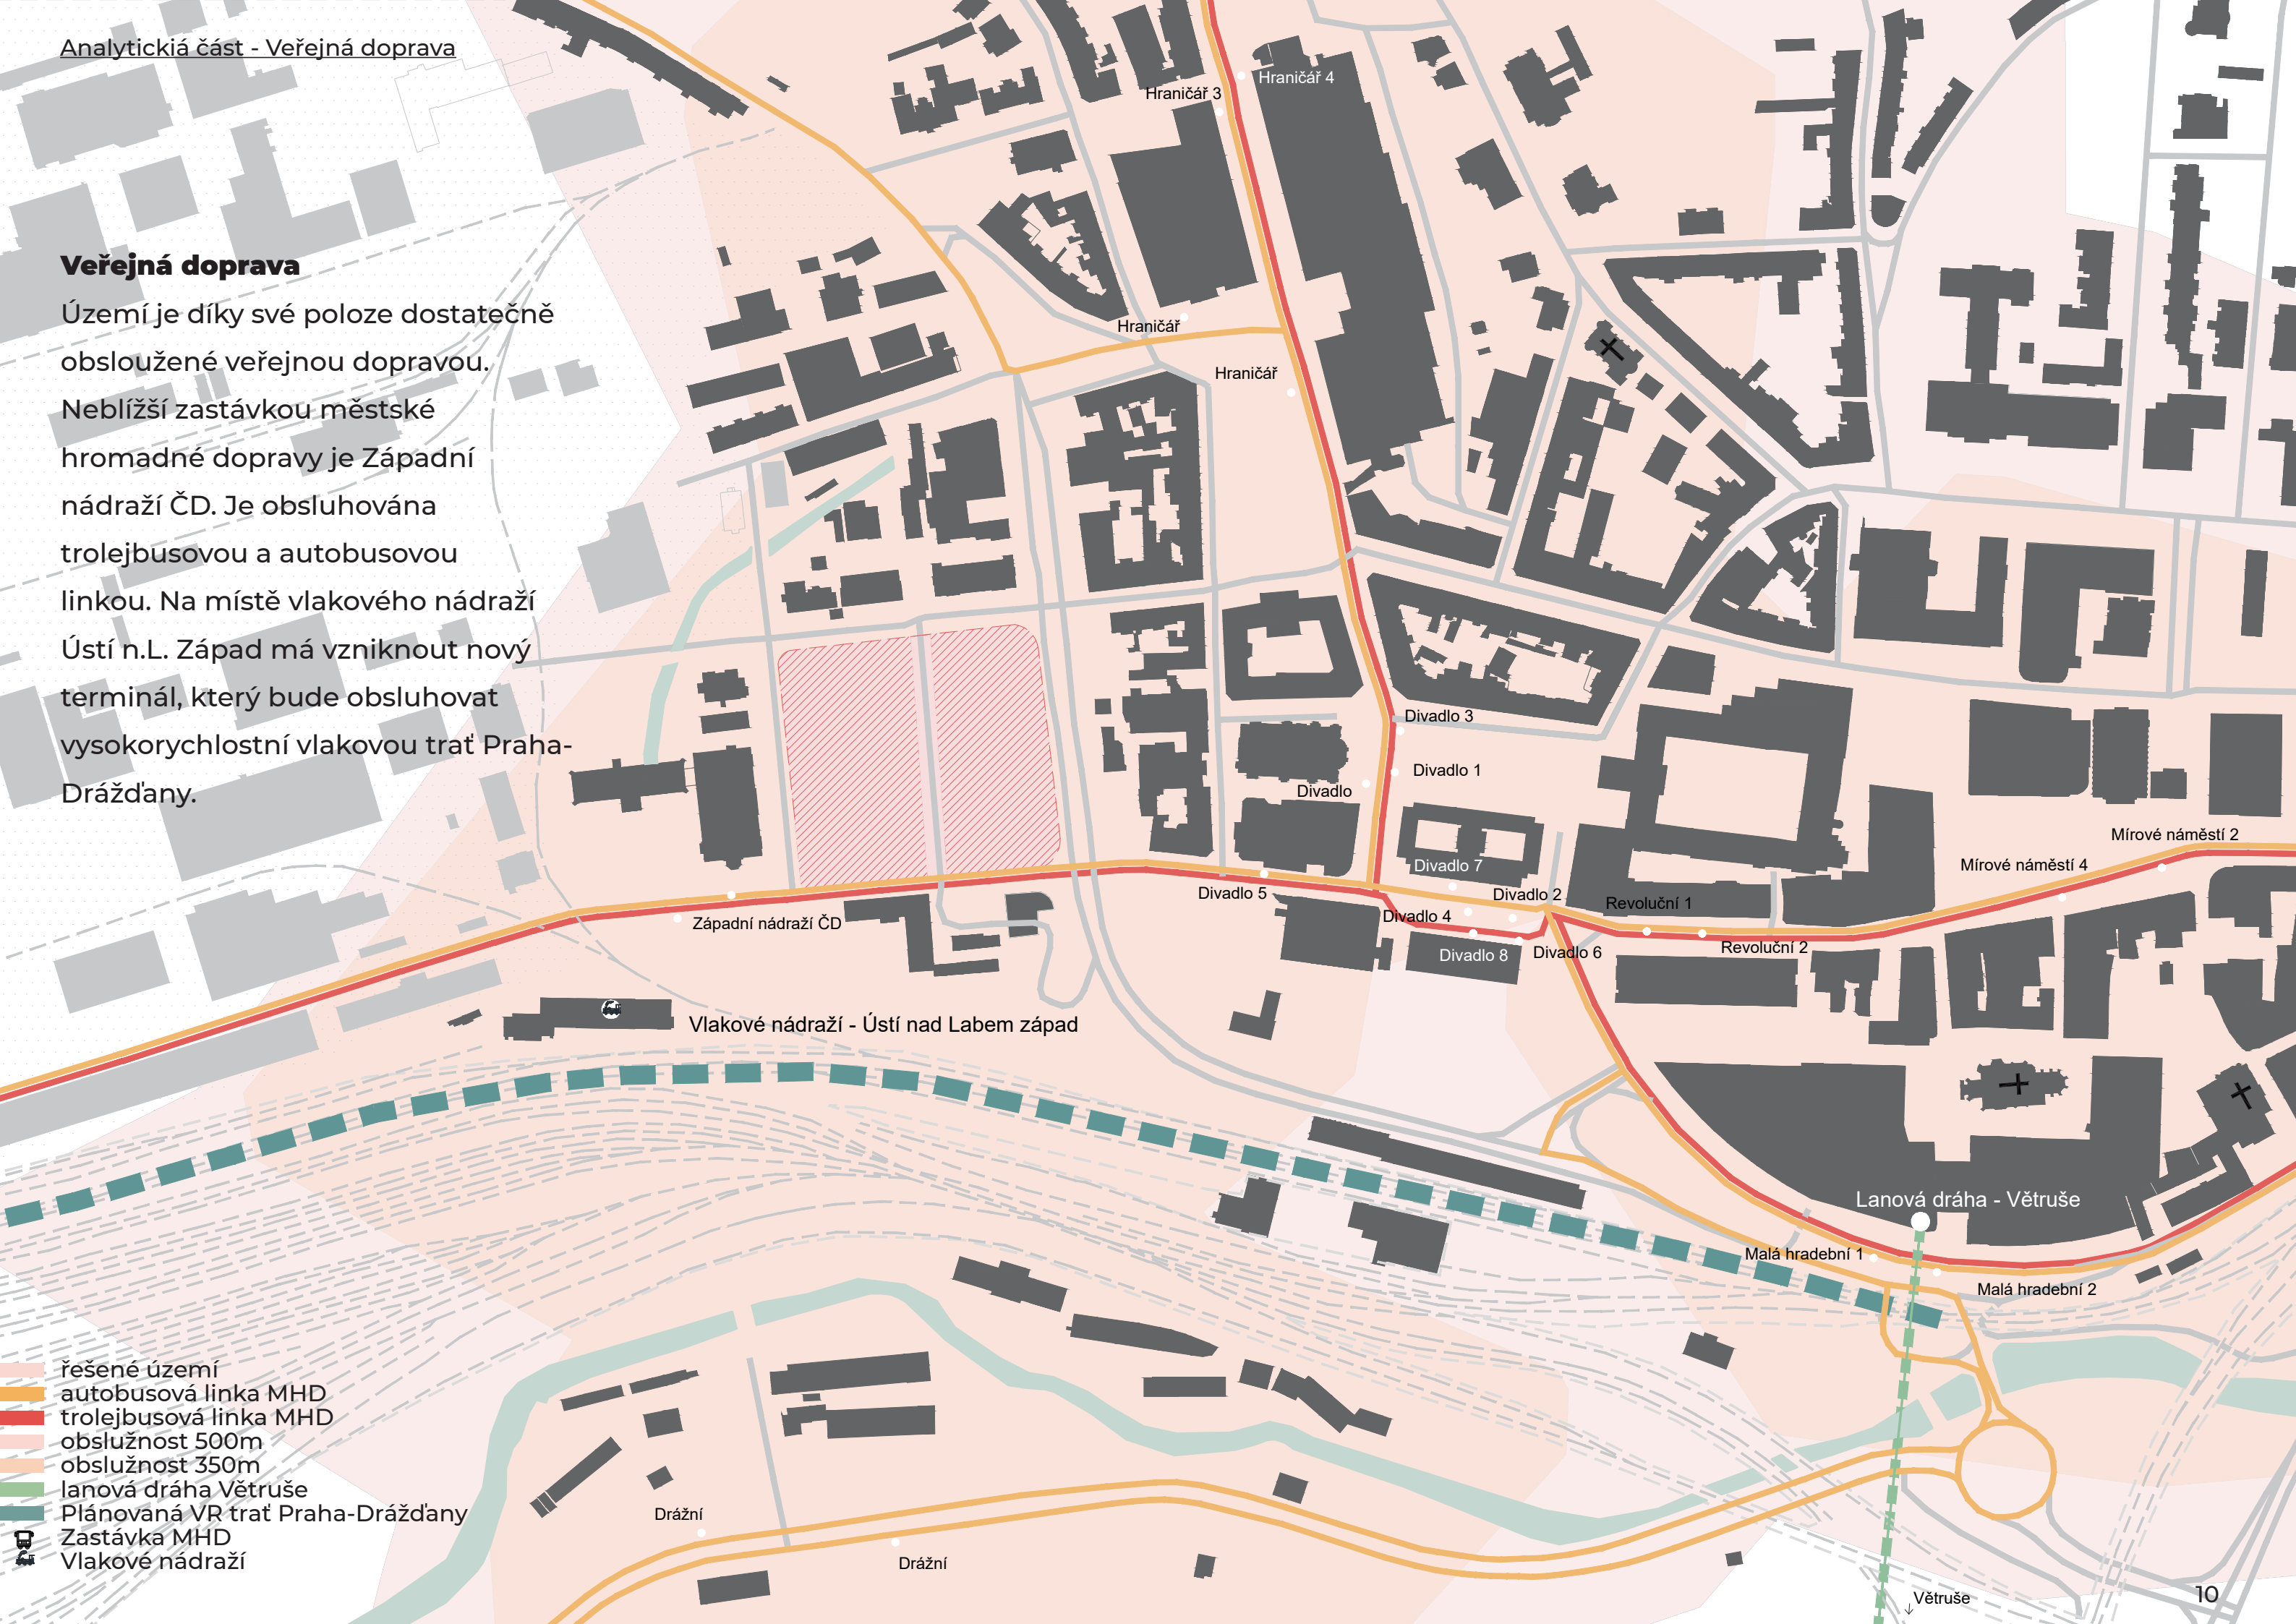 Analytickiá část - Veřejná doprava
Veřejná doprava
Území je díky své poloze dostatečně
obsloužené veřejnou dopravou.
Neblížší zastávkou městské
hromadné dopravy je Západní
nádraží ČD. Je obsluhována
trolejbusovou a autobusovou
linkou. Na místě vlakového nádraží
Ústí n.L. Západ má vzniknout nový
terminál, který bude obsluhovat
vysokorychlostní vlakovou trať Praha-
Drážďany.
Hraničář 4
Hraničář 3
Hraničář
Hraničář
Divadlo 3
Divadlo 1
Divadlo
Mírové náměstí 2
Mírové náměstí 4
Divadlo 7
Divadlo 5
Divadlo 2
Revoluční 1
Divadlo 4
Západní nádraží ČD
Revoluční 2
Divadlo 8
Divadlo 6
Vlakové nádraží - Ústí nad Labem západ
Lanová dráha - Větruše
Malá hradební 1
Malá hradební 2
řešené území
autobusová linka MHD
trolejbusová linka MHD
obslužnost 500m
obslužnost 350m
lanová dráha Větruše
Plánovaná VR trať Praha-Drážďany
Zastávka MHD
Vlakové nádraží
Drážní
Drážní
Větruše
10